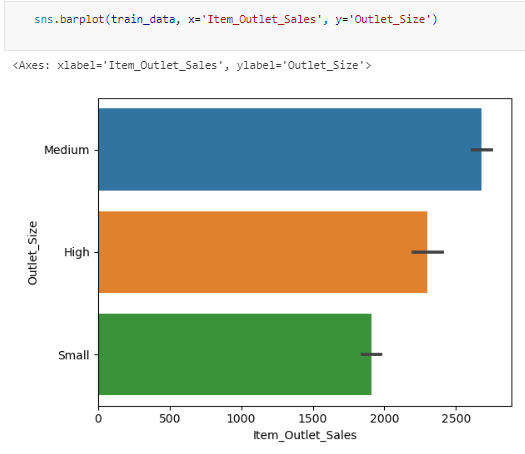 sns.barplot(train_data, x='Item_Outlet_Sales', y='Outlet_Size')
<Axes: xlabel='Item_Outlet_Sales', ylabel='Outlet_Size'>
Outlet_Size
Medium
High
Small
0 500 1000 1500 2000 2500
Item_Outlet_Sales